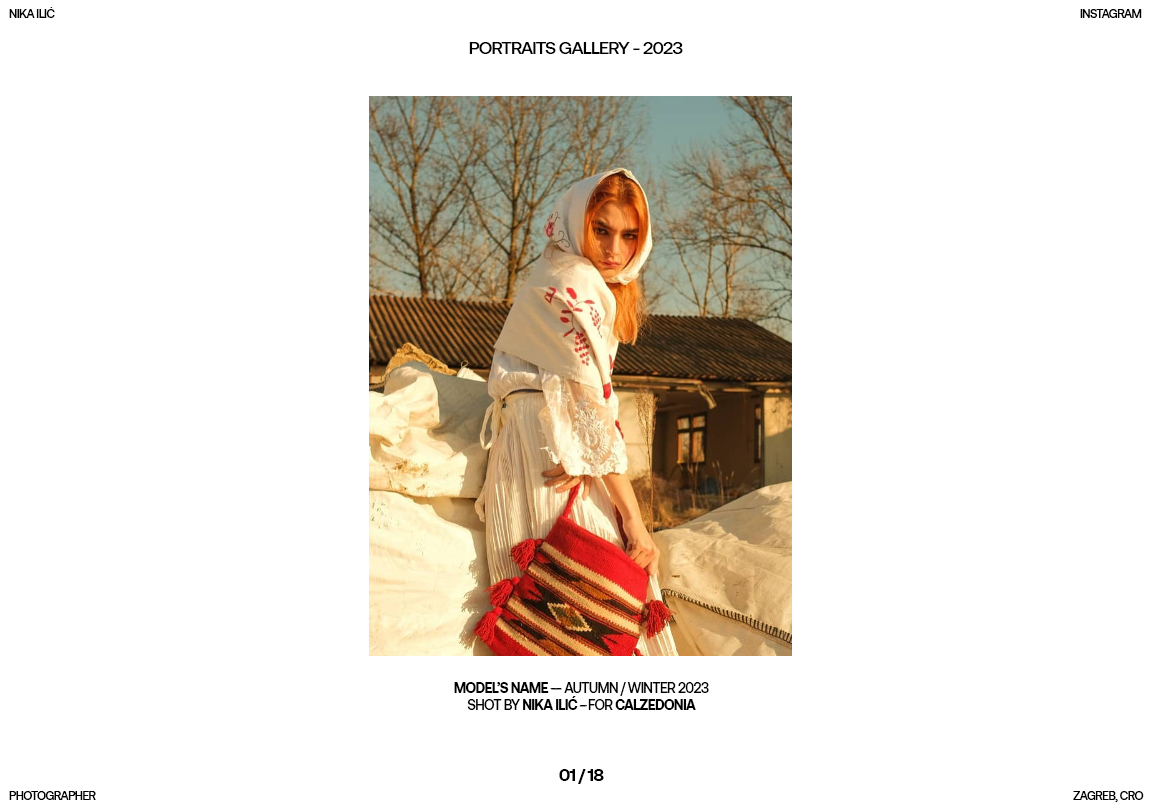 NIKA ILIĆ
INSTAGRAM
PORTRAITS GALLERY - 2023
MODEL'S NAME — AUTUMN / WINTER 2023
SHOT BY NIKA ILIĆ – FOR CALZEDONIA
01 / 18
PHOTOGRAPHER
ZAGREB, CRO